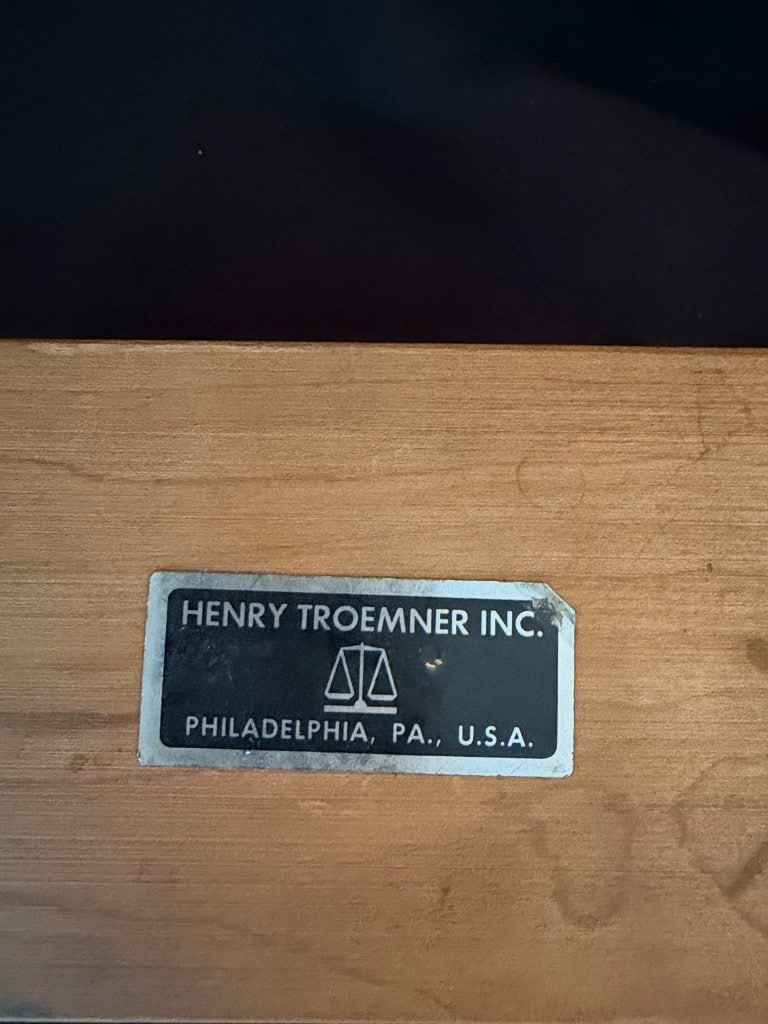 HENRY TROEMNER INC.
PHILADELPHIA, PA., U.S.A.